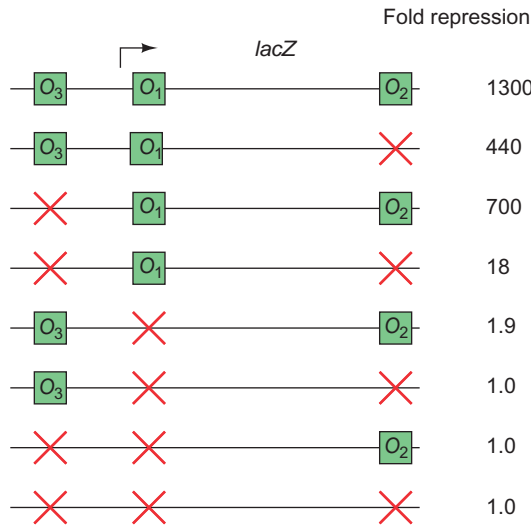 Fold repression
lacZ
O3 O1 O2 1300
O3 O1 440
O1 O2 700
O1 18
O3 O2 1.9
O3 1.0
O2 1.0
1.0